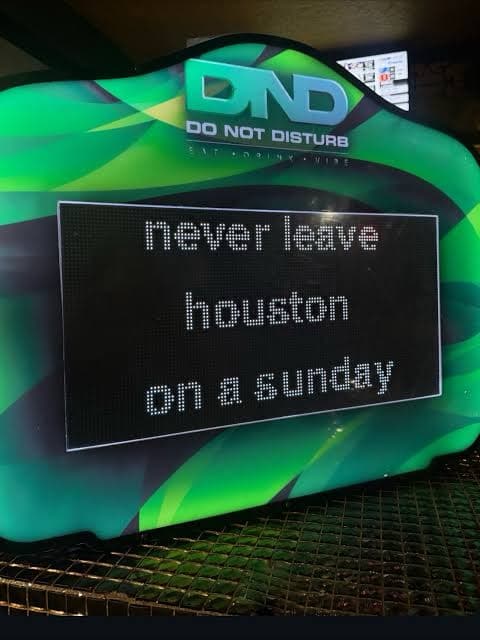 DND
DO NOT DISTURB
EAT • DRINK • VIBE
never leave
houston
on a sunday